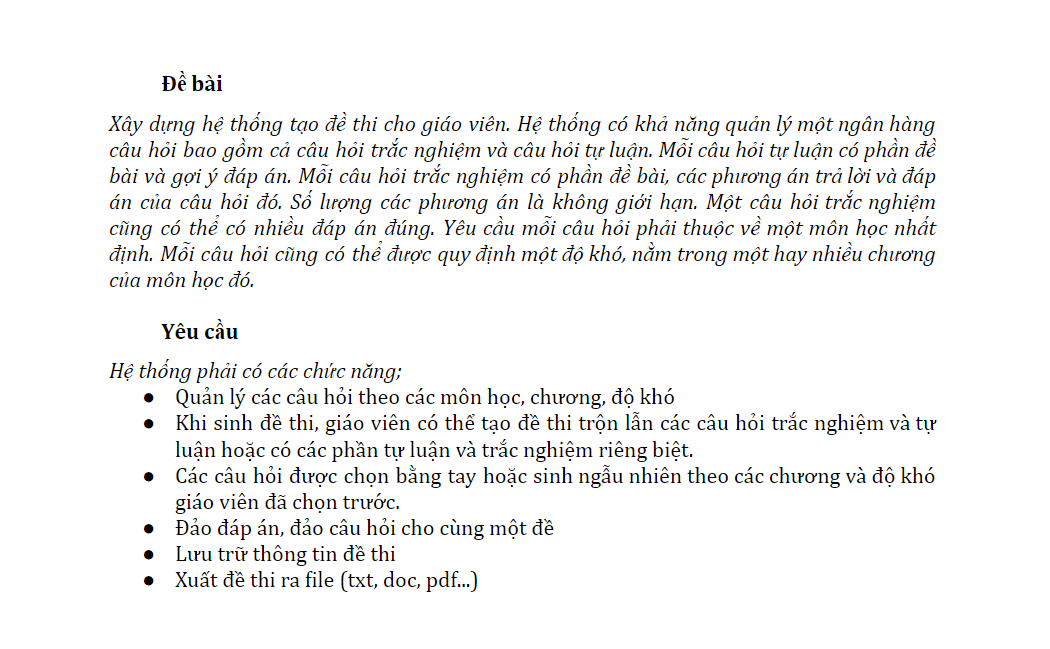 Đề bài
Xây dựng hệ thống tạo đề thi cho giáo viên. Hệ thống có khả năng quản lý một ngân hàng
câu hỏi bao gồm cả câu hỏi trắc nghiệm và câu hỏi tự luận. Mỗi câu hỏi tự luận có phần đề
bài và gợi ý đáp án. Mỗi câu hỏi trắc nghiệm có phần đề bài, các phương án trả lời và đáp
án của câu hỏi đó. Số lượng các phương án là không giới hạn. Một câu hỏi trắc nghiệm
cũng có thể có nhiều đáp án đúng. Yêu cầu mỗi câu hỏi phải thuộc về một môn học nhất
định. Mỗi câu hỏi cũng có thể được quy định một độ khó, nằm trong một hay nhiều chương
của môn học đó.
Yêu cầu
Hệ thống phải có các chức năng;
● Quản lý các câu hỏi theo các môn học, chương, độ khó
● Khi sinh đề thi, giáo viên có thể tạo đề thi trộn lẫn các câu hỏi trắc nghiệm và tự
luận hoặc có các phần tự luận và trắc nghiệm riêng biệt.
● Các câu hỏi được chọn bằng tay hoặc sinh ngẫu nhiên theo các chương và độ khó
giáo viên đã chọn trước.
● Đảo đáp án, đảo câu hỏi cho cùng một đề
● Lưu trữ thông tin đề thi
● Xuất đề thi ra file (txt, doc, pdf...)